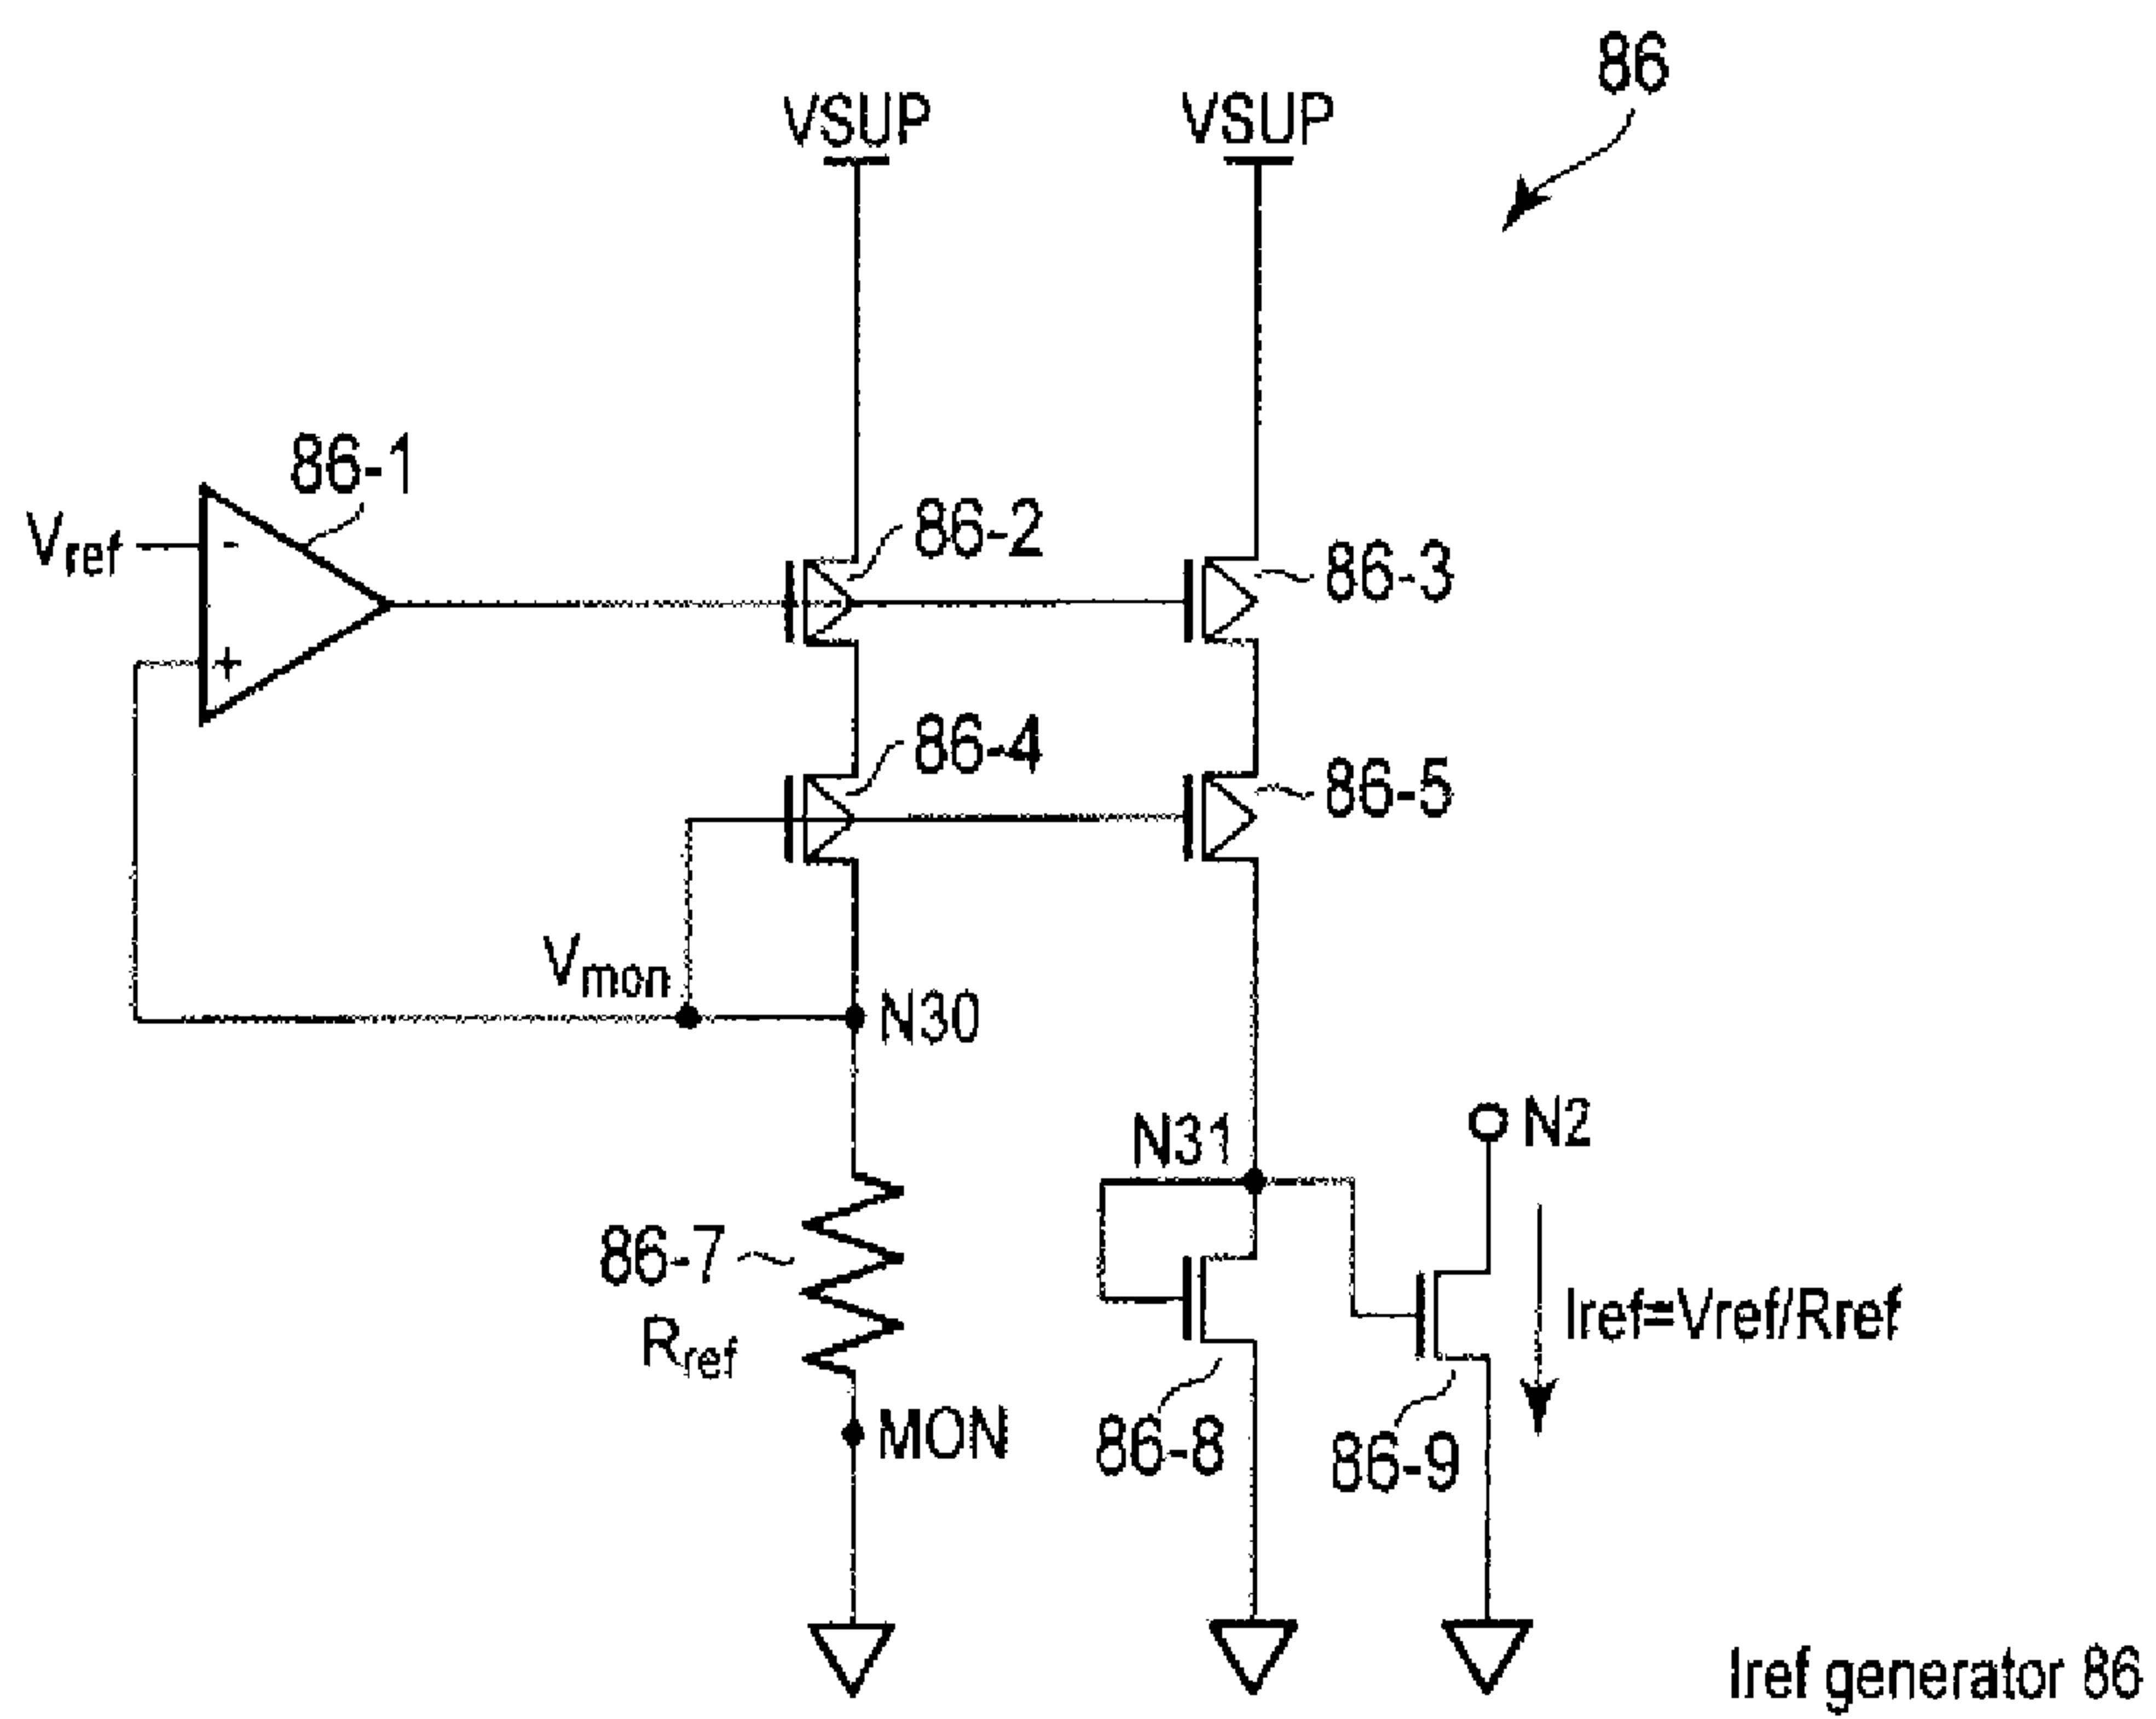 86
VSUP VSUP
86-1
Vref
-
+
86-2
86-3
86-4
86-5
Vmon
N30
N31
N2
86-7
Rref
Iref=Vref/Rref
MON
86-8
86-9
Iref generator 86